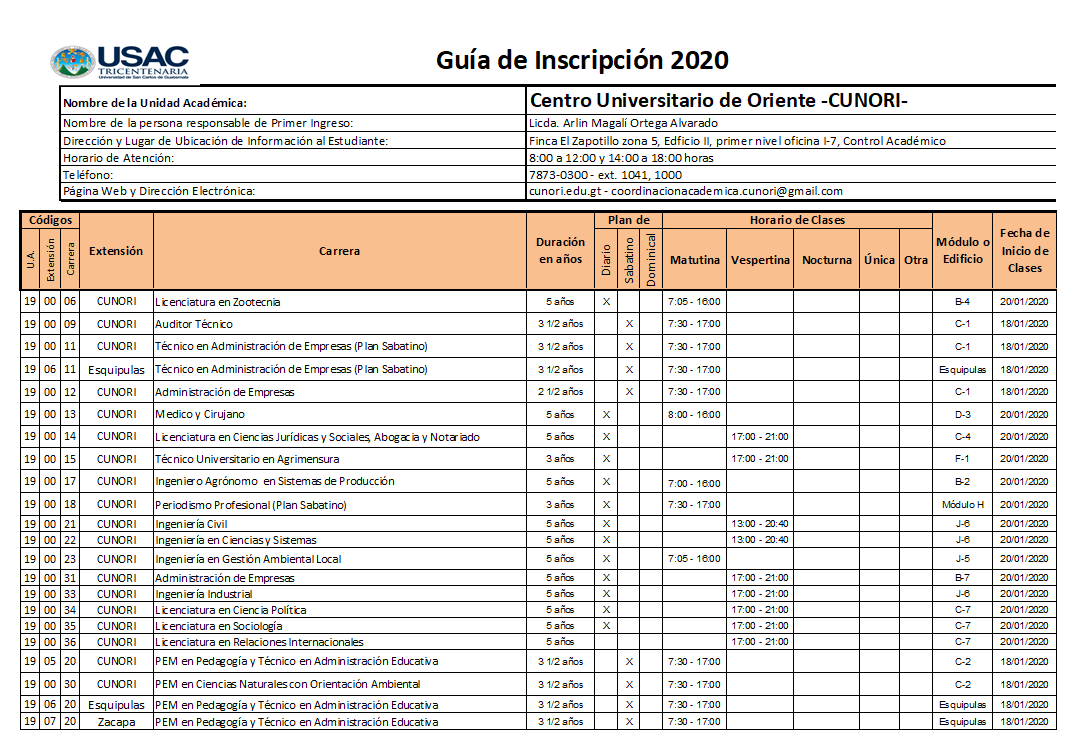 USAC
TRICENTENARIA
Universidad de San Carlos de Guatemala
Guía de Inscripción 2020
Nombre de la Unidad Académica: Centro Universitario de Oriente -CUNORI-
Nombre de la persona responsable de Primer Ingreso: Licda. Arlin Magalí Ortega Alvarado
Dirección y Lugar de Ubicación de Información al Estudiante: Finca El Zapotillo zona 5, Edficio II, primer nivel oficina I-7, Control Académico
Horario de Atención: 8:00 a 12:00 y 14:00 a 18:00 horas
Teléfono: 7873-0300 - ext. 1041, 1000
Página Web y Dirección Electrónica: cunori.edu.gt - coordinacionacademica.cunori@gmail.com
Códigos Plan de Horario de Clases
U.A. Extensión Carrera Extensión Carrera Duración en años Diario Sabatino Dominical Matutina Vespertina Nocturna Única Otra Módulo o Edificio Fecha de Inicio de Clases
19 00 06 CUNORI Licenciatura en Zootecnia 5 años X 7:05 - 16:00 B-4 20/01/2020
19 00 09 CUNORI Auditor Técnico 3 1/2 años X 7:30 - 17:00 C-1 18/01/2020
19 00 11 CUNORI Técnico en Administración de Empresas (Plan Sabatino) 3 1/2 años X 7:30 - 17:00 C-1 18/01/2020
19 06 11 Esquipulas Técnico en Administración de Empresas (Plan Sabatino) 3 1/2 años X 7:30 - 17:00 Esquipulas 18/01/2020
19 00 12 CUNORI Administración de Empresas 2 1/2 años X 7:30 - 17:00 C-1 18/01/2020
19 00 13 CUNORI Medico y Cirujano 5 años X 8:00 - 16:00 D-3 20/01/2020
19 00 14 CUNORI Licenciatura en Ciencias Jurídicas y Sociales, Abogacia y Notariado 5 años X 17:00 - 21:00 C-4 20/01/2020
19 00 15 CUNORI Técnico Universitario en Agrimensura 3 años X 17:00 - 21:00 F-1 20/01/2020
19 00 17 CUNORI Ingeniero Agrónomo en Sistemas de Producción 5 años X 7:00 - 16:00 B-2 20/01/2020
19 00 18 CUNORI Periodismo Profesional (Plan Sabatino) 3 años X 7:30 - 17:00 Módulo H 20/01/2020
19 00 21 CUNORI Ingeniería Civil 5 años X 13:00 - 20:40 J-6 20/01/2020
19 00 22 CUNORI Ingeniería en Ciencias y Sistemas 5 años X 13:00 - 20:40 J-6 20/01/2020
19 00 23 CUNORI Ingeniería en Gestión Ambiental Local 5 años X 7:05 - 16:00 J-5 20/01/2020
19 00 31 CUNORI Administración de Empresas 5 años X 17:00 - 21:00 B-7 20/01/2020
19 00 33 CUNORI Ingeniería Industrial 5 años X 17:00 - 21:00 J-6 20/01/2020
19 00 34 CUNORI Licenciatura en Ciencia Política 5 años X 17:00 - 21:00 C-7 20/01/2020
19 00 35 CUNORI Licenciatura en Sociología 5 años X 17:00 - 21:00 C-7 20/01/2020
19 00 36 CUNORI Licenciatura en Relaciones Internacionales 5 años 17:00 - 21:00 C-7 20/01/2020
19 05 20 CUNORI PEM en Pedagogía y Técnico en Administración Educativa 3 1/2 años X 7:30 - 17:00 C-2 18/01/2020
19 00 30 CUNORI PEM en Ciencias Naturales con Orientación Ambiental 3 1/2 años X 7:30 - 17:00 C-2 18/01/2020
19 06 20 Esquipulas PEM en Pedagogía y Técnico en Administración Educativa 3 1/2 años X 7:30 - 17:00 Esquipulas 18/01/2020
19 07 20 Zacapa PEM en Pedagogía y Técnico en Administración Educativa 3 1/2 años X 7:30 - 17:00 Esquipulas 18/01/2020